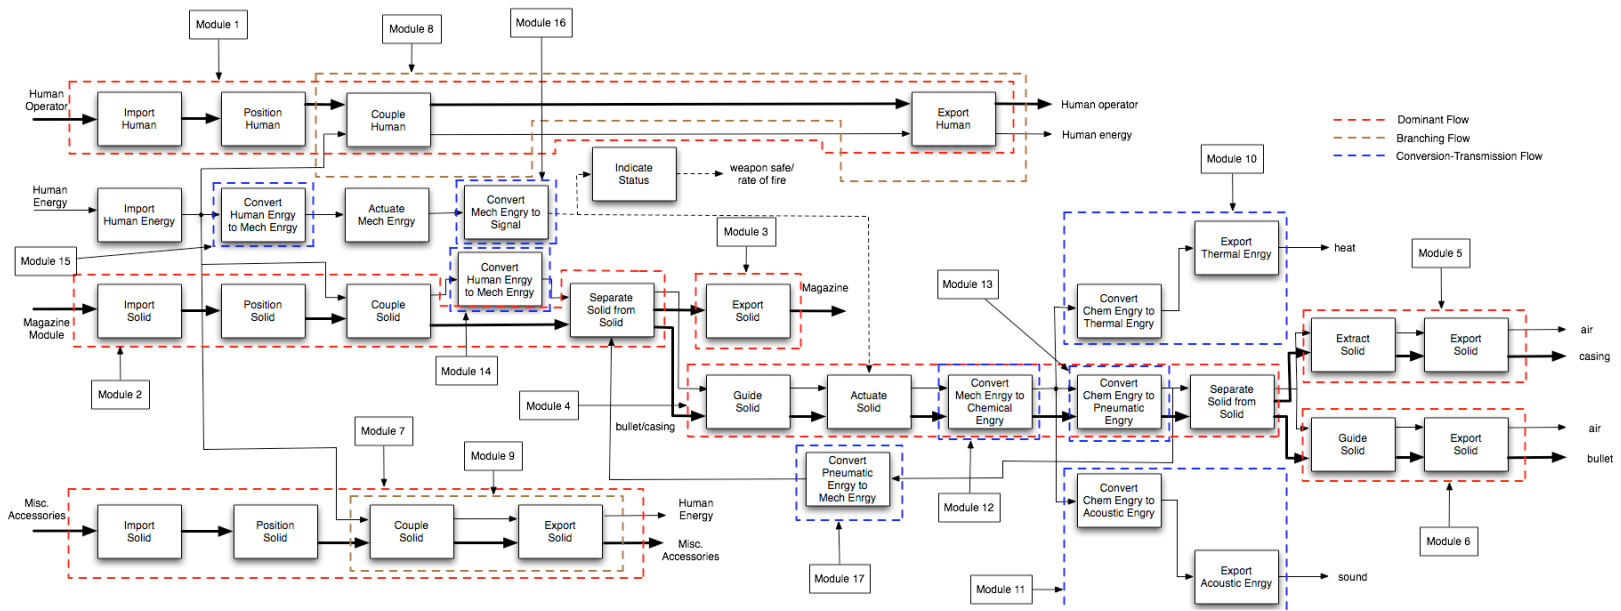 Module 1
Module 8
Module 16
Human
Operator
Import
Human
Position
Human
Couple
Human
Export
Human
Human operator
Human energy
Dominant Flow
Branching Flow
Conversion-Transmission Flow
Human
Energy
Import
Human Energy
Convert
Human Enrgy
to Mech Enrgy
Actuate
Mech Enrgy
Convert
Mech Engry to
Signal
Indicate
Status
weapon safe/
rate of fire
Module 10
Module 3
Module 15
Export
Thermal Enrgy
heat
Convert
Chem Engry to
Thermal Engry
Module 13
Module 5
Magazine
Module
Import
Solid
Position
Solid
Couple
Solid
Convert
Human Enrgy
to Mech Enrgy
Separate
Solid from
Solid
Export
Solid
Magazine
Module 2
Module 14
Module 4
bullet/casing
Guide
Solid
Actuate
Solid
Convert
Mech Enrgy to
Chemical
Engry
Convert
Chem Engry to
Pneumatic
Engry
Separate
Solid from
Solid
Extract
Solid
Export
Solid
air
casing
Guide
Solid
Export
Solid
air
bullet
Module 7
Module 9
Misc.
Accessories
Import
Solid
Position
Solid
Couple
Solid
Export
Solid
Human
Energy
Misc.
Accessories
Convert
Pneumatic
Enrgy to
Mech Enrgy
Module 17
Module 12
Convert
Chem Engry to
Acoustic Engry
Module 11
Export
Acoustic Enrgy
sound
Module 6